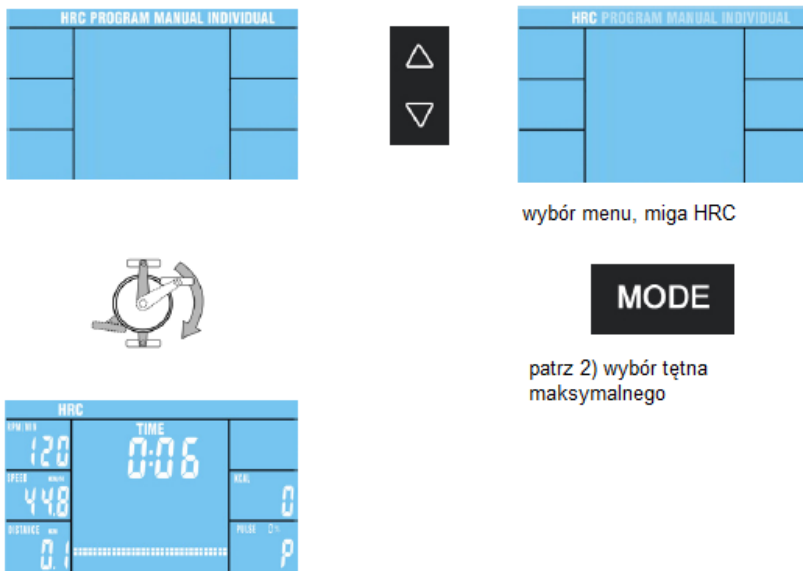 HRC PROGRAM MANUAL INDIVIDUAL
HRC PROGRAM MANUAL INDIVIDUAL
wybór menu, miga HRC
MODE
patrz 2) wybór tętna
maksymalnego
HRC
RPM/MIN
TIME
120
0:06
SPEED
KCAL
44.8
0
DISTANCE
PULSE
0.1
P